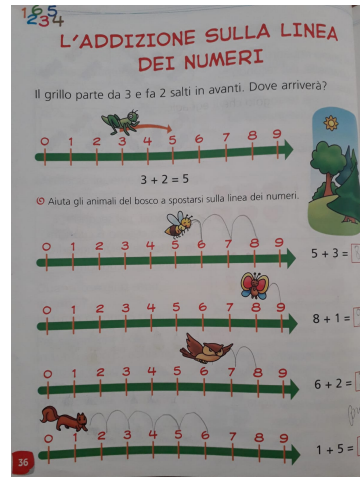 1 2 6 3 5 4
L'ADDIZIONE SULLA LINEA
DEI NUMERI
Il grillo parte da 3 e fa 2 salti in avanti. Dove arriverà?
0 1 2 3 4 5 6 7 8 9
3 + 2 = 5
Aiuta gli animali del bosco a spostarsi sulla linea dei numeri.
0 1 2 3 4 5 6 7 8 9
5 + 3 =
0 1 2 3 4 5 6 7 8 9
8 + 1 =
0 1 2 3 4 5 6 7 8 9
6 + 2 =
0 1 2 3 4 5 6 7 8 9
1 + 5 =
36